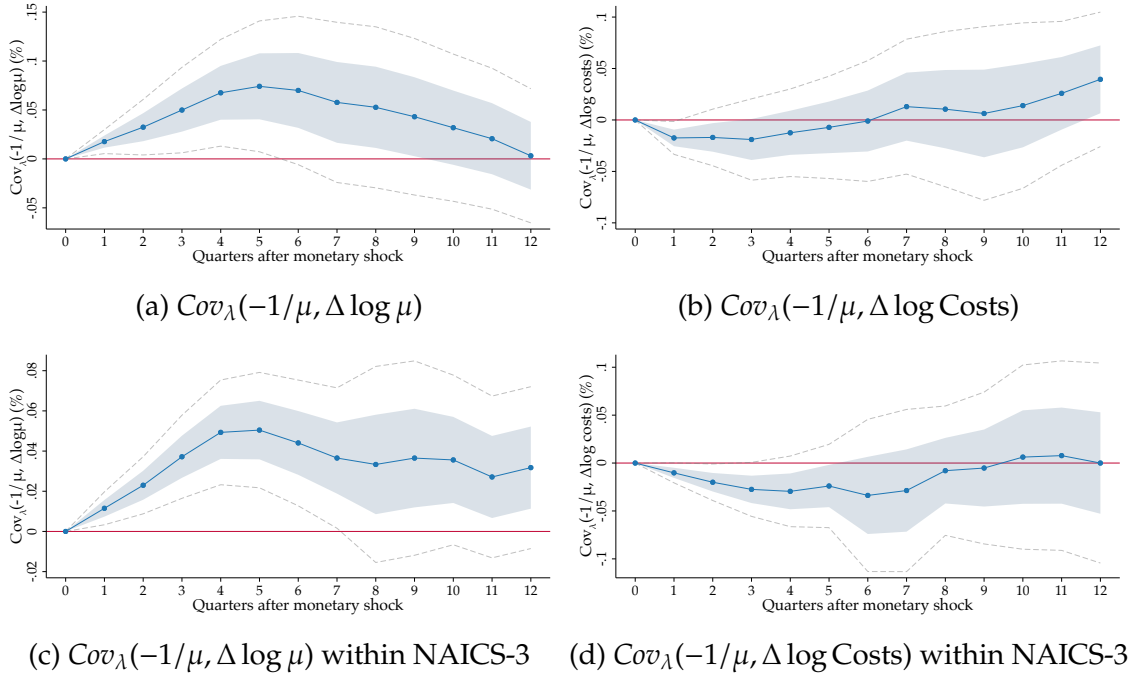 .15
.1
.05
0
-.05
Cov_λ(-1/μ, Δlogμ) (%)
0 1 2 3 4 5 6 7 8 9 10 11 12
Quarters after monetary shock
(a) Cov_λ(−1/μ, Δ log μ)
.1
.05
0
-.05
-.1
Cov_λ(-1/μ, Δlog costs) (%)
0 1 2 3 4 5 6 7 8 9 10 11 12
Quarters after monetary shock
(b) Cov_λ(−1/μ, Δ log Costs)
.08
.06
.04
.02
0
-.02
Cov_λ(-1/μ, Δlogμ) (%)
0 1 2 3 4 5 6 7 8 9 10 11 12
Quarters after monetary shock
(c) Cov_λ(−1/μ, Δ log μ) within NAICS-3
.1
.05
0
-.05
-.1
Cov_λ(-1/μ, Δlog costs) (%)
0 1 2 3 4 5 6 7 8 9 10 11 12
Quarters after monetary shock
(d) Cov_λ(−1/μ, Δ log Costs) within NAICS-3